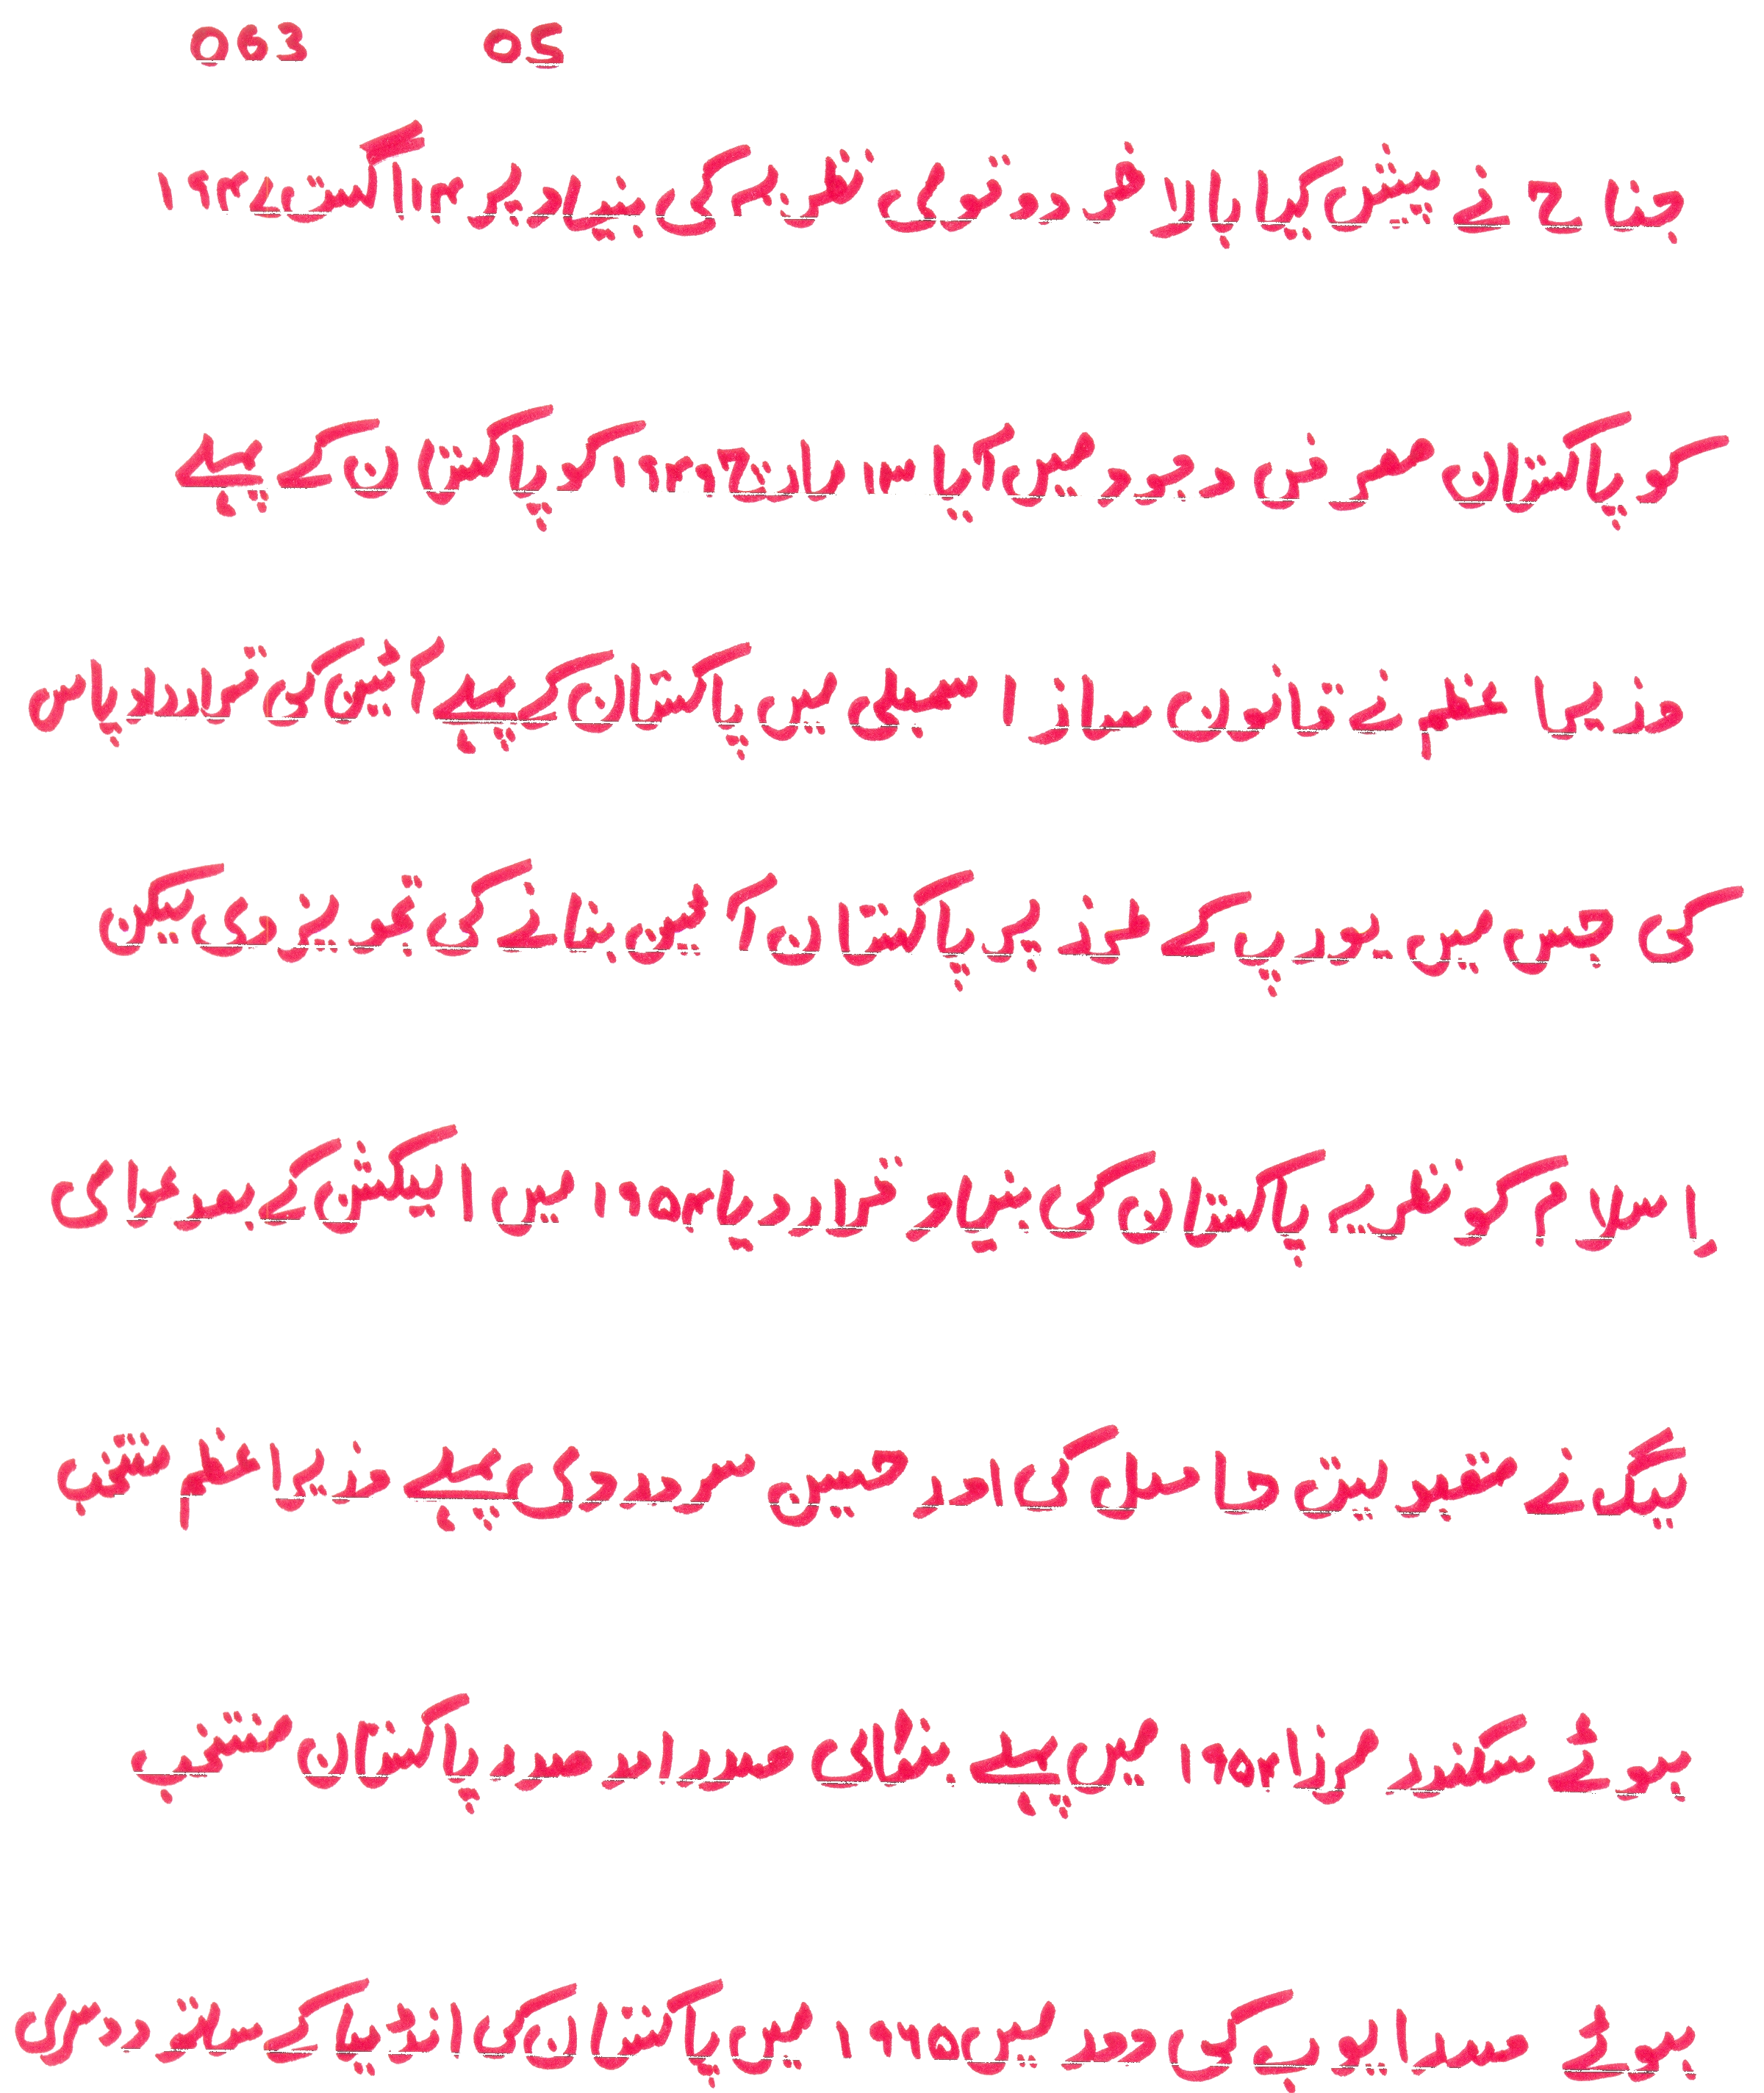 063 05
جناح نے پیش کیا بالاخر دو قومی نظریہ کی بنیاد پر ۱۴ اگست ۱۹۴۷
کو پاکستان معرض وجود میں آیا ۱۳ مارچ ۱۹۴۹ کو پاکستان کے پہلے
وزیر اعظم نے قانون ساز اسمبلی میں پاکستان کے پہلے آئین کی قرارداد پاس
کی جس میں یورپ کے طرز پر پاکستان آئین بنانے کی تجویز دی لیکن
اِسلام کو نظریہ پاکستان کی بنیاد قرار دیا ۱۹۵۴ میں الیکشن کے بعد عوامی
لیگ نے مقبولیت حاصل کی اور حسین سہروردی پہلے وزیر اعظم منتخب
ہوئے سکندر مرزا ۱۹۵۴ میں پہلے بنگالی صدر اور صدر پاکستان منتخب
ہوئے صدر ایوب کی دور میں ۱۹۶۵ میں پاکستان کی انڈیا کے ساتھ دوسری